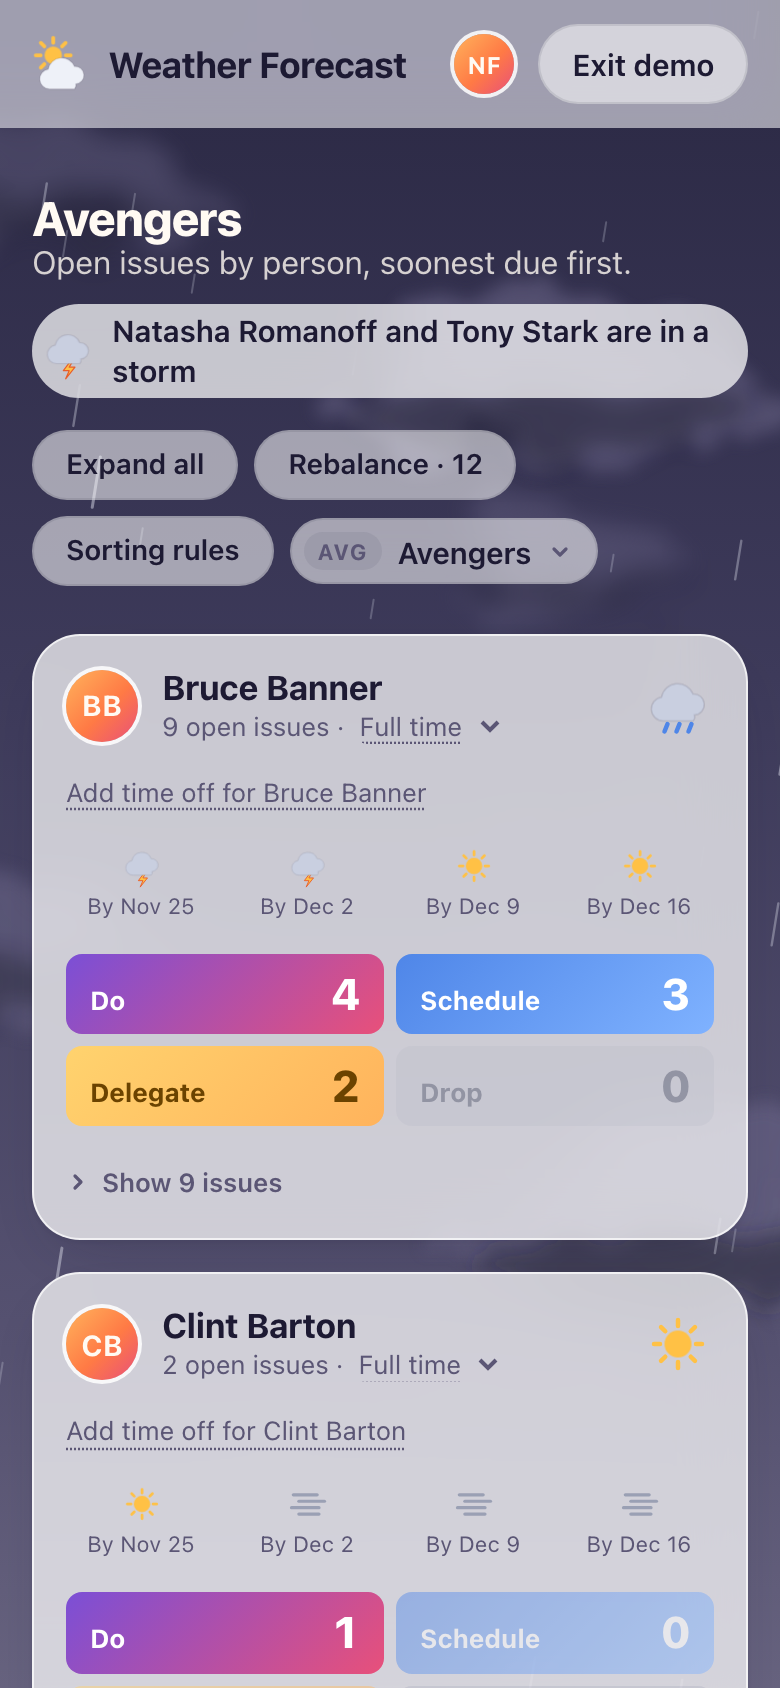 Weather Forecast
NF
Exit demo
Avengers
Open issues by person, soonest due first.
Natasha Romanoff and Tony Stark are in a
storm
Expand all
Rebalance · 12
Sorting rules
AVG Avengers
BB
Bruce Banner
9 open issues · Full time
Add time off for Bruce Banner
By Nov 25
By Dec 2
By Dec 9
By Dec 16
Do 4
Schedule 3
Delegate 2
Drop 0
Show 9 issues
CB
Clint Barton
2 open issues · Full time
Add time off for Clint Barton
By Nov 25
By Dec 2
By Dec 9
By Dec 16
Do 1
Schedule 0